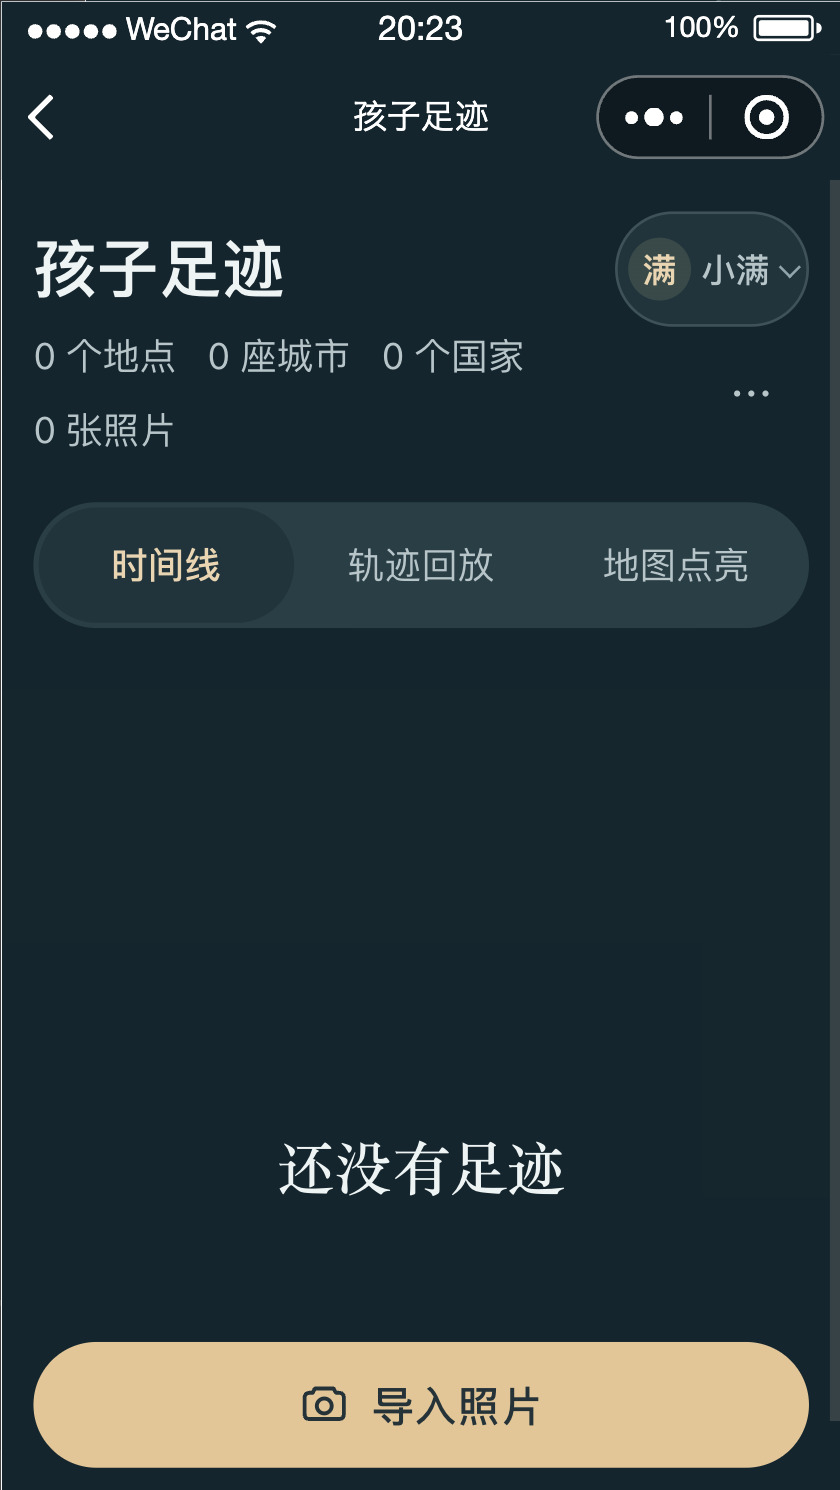 WeChat 20:23 100%
孩子足迹
孩子足迹
满 小满
0 个地点 0 座城市 0 个国家
0 张照片
时间线 轨迹回放 地图点亮
还没有足迹
导入照片